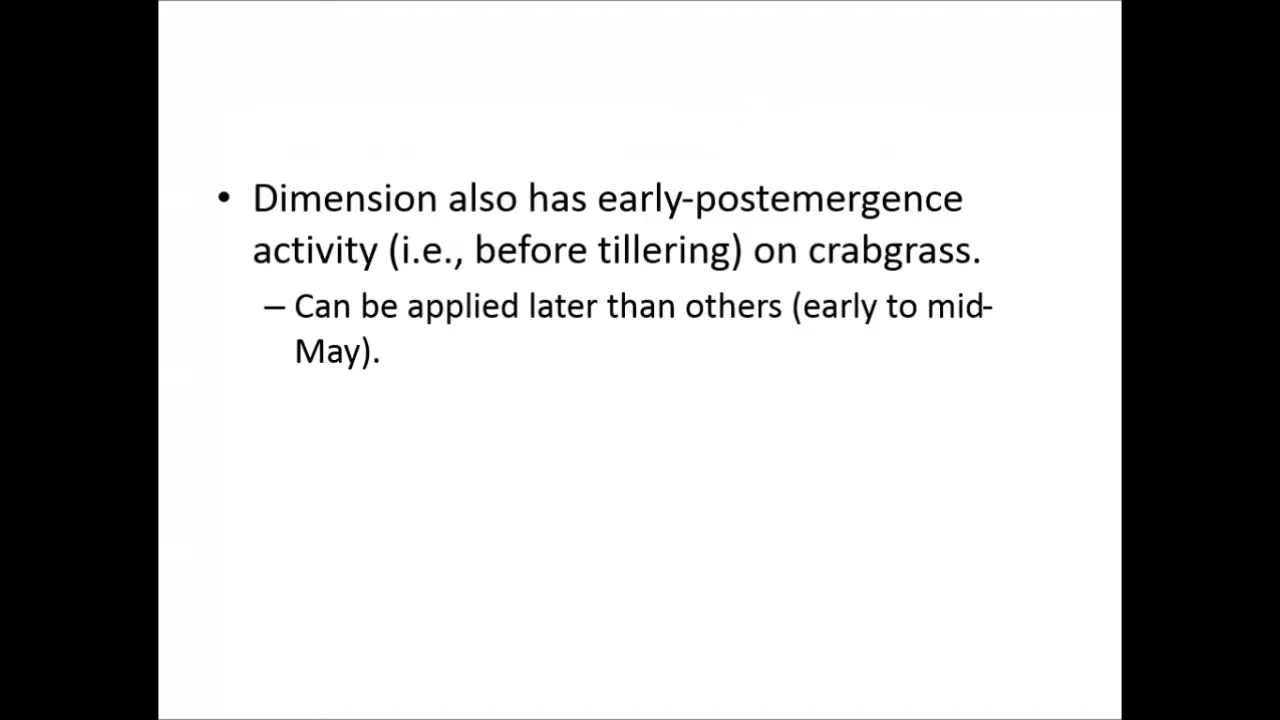 • Dimension also has early-postemergence
activity (i.e., before tillering) on crabgrass.
– Can be applied later than others (early to mid-
May).